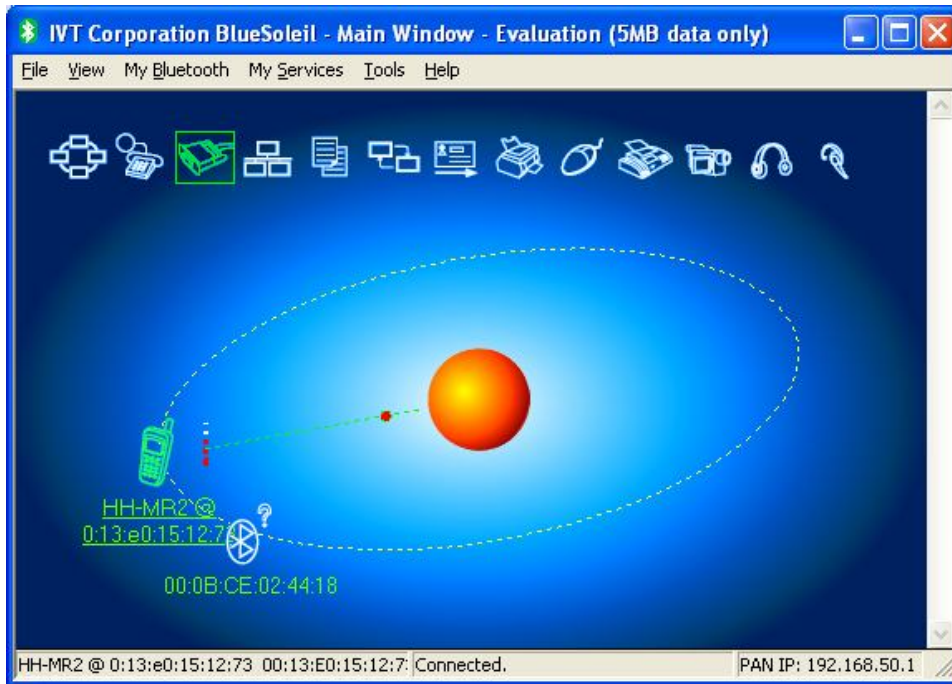 IVT Corporation BlueSoleil - Main Window - Evaluation (5MB data only)
File View My Bluetooth My Services Tools Help
HH-MR2`@
0:13:e0:15:12:73
?
00:0B:CE:02:44:18
HH-MR2 @ 0:13:e0:15:12:73 00:13:E0:15:12:7 Connected. PAN IP: 192.168.50.1